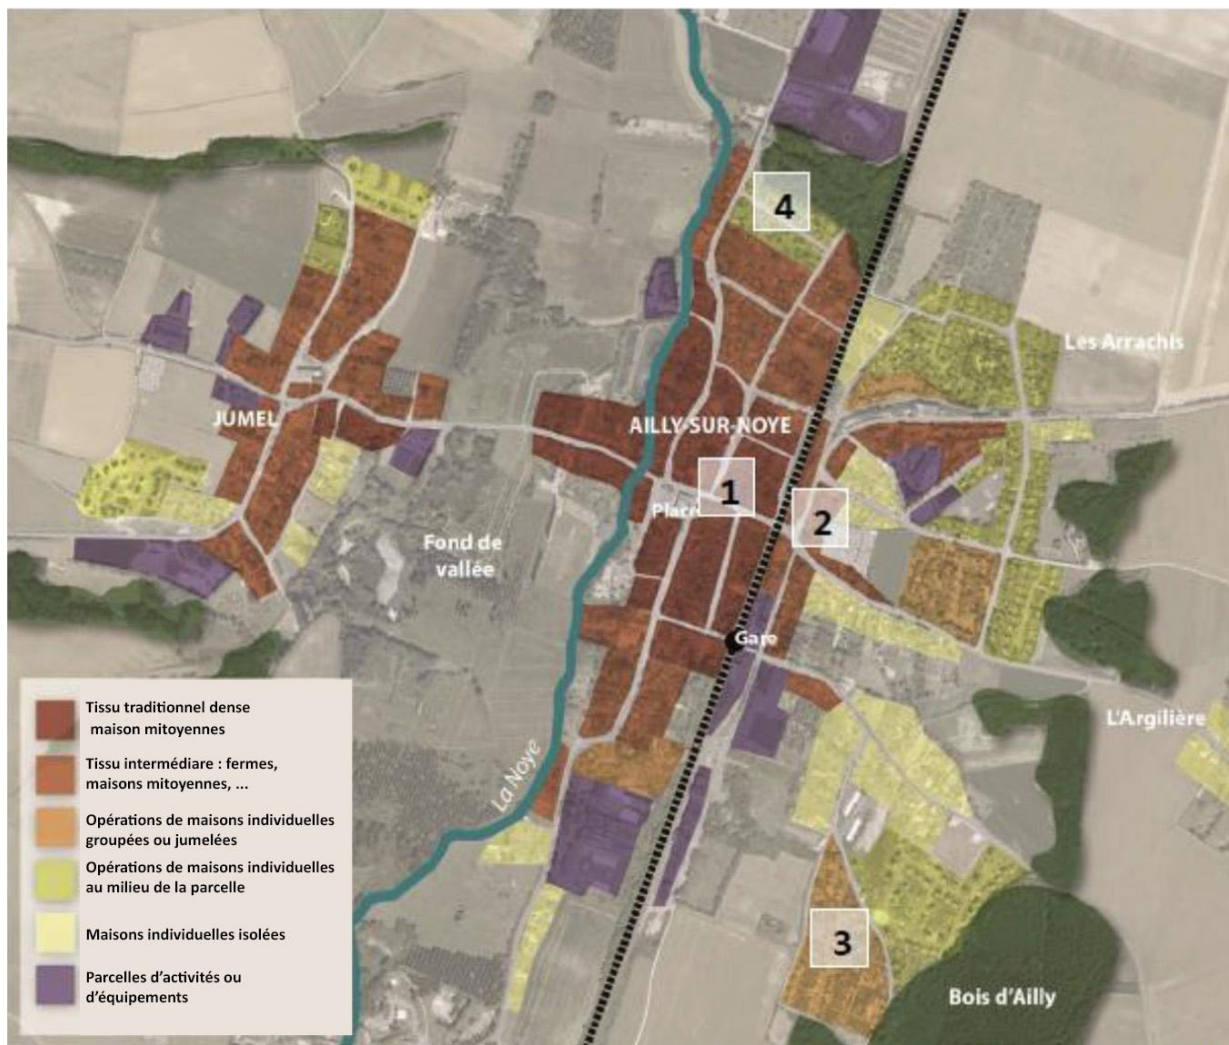 4
Les Arrachis
JUMEL
AILLY-SUR-NOYE
1
Place
2
Fond de
vallée
Gare
L'Argilière
La Noye
3
Bois d'Ailly
Tissu traditionnel dense
maison mitoyennes
Tissu intermédiare : fermes,
maisons mitoyennes, ...
Opérations de maisons individuelles
groupées ou jumelées
Opérations de maisons individuelles
au milieu de la parcelle
Maisons individuelles isolées
Parcelles d'activités ou
d'équipements